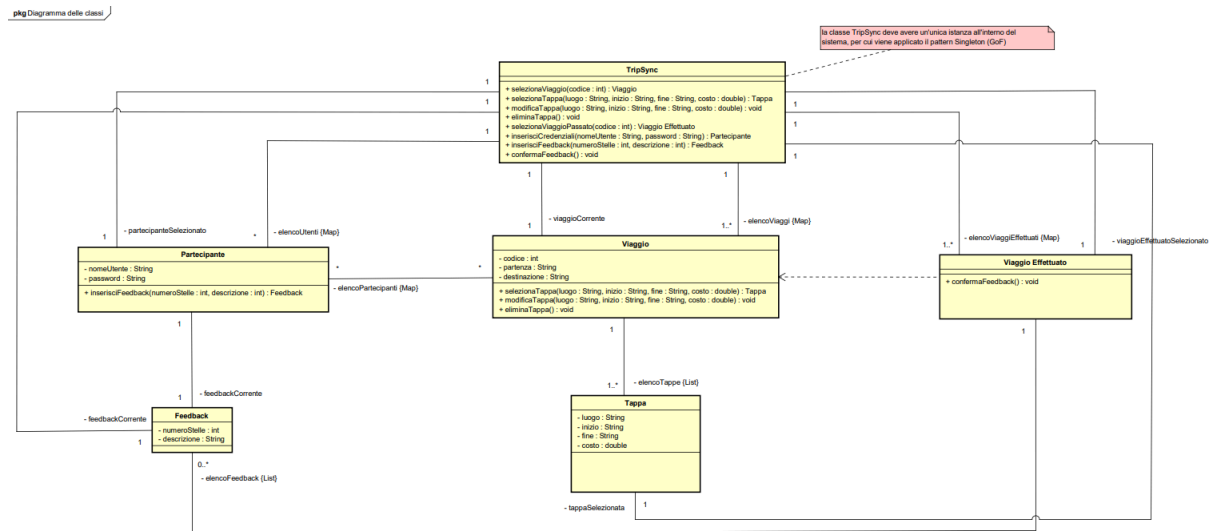 pkg Diagramma delle classi
la classe TripSync deve avere un'unica istanza all'interno del
sistema, per cui viene applicato il pattern Singleton (GoF)
TripSync
+ selezionaViaggio(codice : int) : Viaggio
+ selezionaTappa(luogo : String, inizio : String, fine : String, costo : double) : Tappa
+ modificaTappa(luogo : String, inizio : String, fine : String, costo : double) : void
+ eliminaTappa() : void
+ selezionaViaggioPassato(codice : int) : Viaggio Effettuato
+ inserisciCredenziali(nomeUtente : String, password : String) : Partecipante
+ inserisciFeedback(numeroStelle : int, descrizione : int) : Feedback
+ confermaFeedback() : void
1
1
1
1
1
1
1
1
1
- viaggioCorrente
1
- elencoViaggi {Map}
1..*
- partecipanteSelezionato
1
- elencoUtenti {Map}
*
- elencoViaggiEffettuati {Map}
1..*
- viaggioEffettuatoSelezionato
1
Partecipante
- nomeUtente : String
- password : String
+ inserisciFeedback(numeroStelle : int, descrizione : int) : Feedback
*
*
- elencoPartecipanti {Map}
Viaggio
- codice : int
- partenza : String
- destinazione : String
+ selezionaTappa(luogo : String, inizio : String, fine : String, costo : double) : Tappa
+ modificaTappa(luogo : String, inizio : String, fine : String, costo : double) : void
+ eliminaTappa() : void
Viaggio Effettuato
+ confermaFeedback() : void
1
1
1
- feedbackCorrente
1
- elencoTappe {List}
1..*
Feedback
- numeroStelle : int
- descrizione : String
- feedbackCorrente
1
0..*
- elencoFeedback {List}
Tappa
- luogo : String
- inizio : String
- fine : String
- costo : double
- tappaSelezionata
1